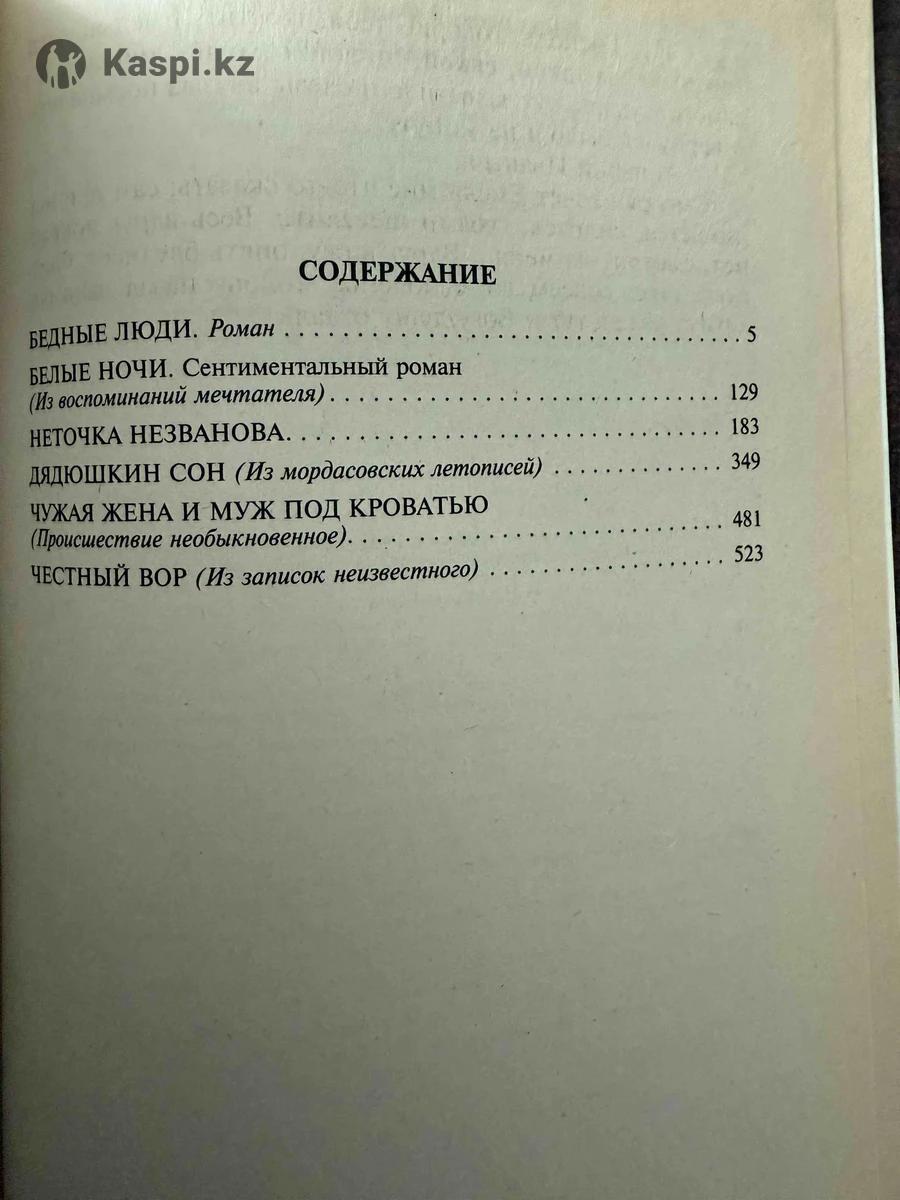 Kaspi.kz
СОДЕРЖАНИЕ
БЕДНЫЕ ЛЮДИ. Роман . . . . . . . . . . . . . . . . . . . . . . . . . . . . . . . . . . . 5
БЕЛЫЕ НОЧИ. Сентиментальный роман
(Из воспоминаний мечтателя) . . . . . . . . . . . . . . . . . . . . . . . . . . . . . . 129
НЕТОЧКА НЕЗВАНОВА. . . . . . . . . . . . . . . . . . . . . . . . . . . . . . . . . 183
ДЯДЮШКИН СОН (Из мордасовских летописей) . . . . . . . . . . . . . 349
ЧУЖАЯ ЖЕНА И МУЖ ПОД КРОВАТЬЮ
(Происшествие необыкновенное). . . . . . . . . . . . . . . . . . . . . . . . . . . 481
ЧЕСТНЫЙ ВОР (Из записок неизвестного) . . . . . . . . . . . . . . . . . 523